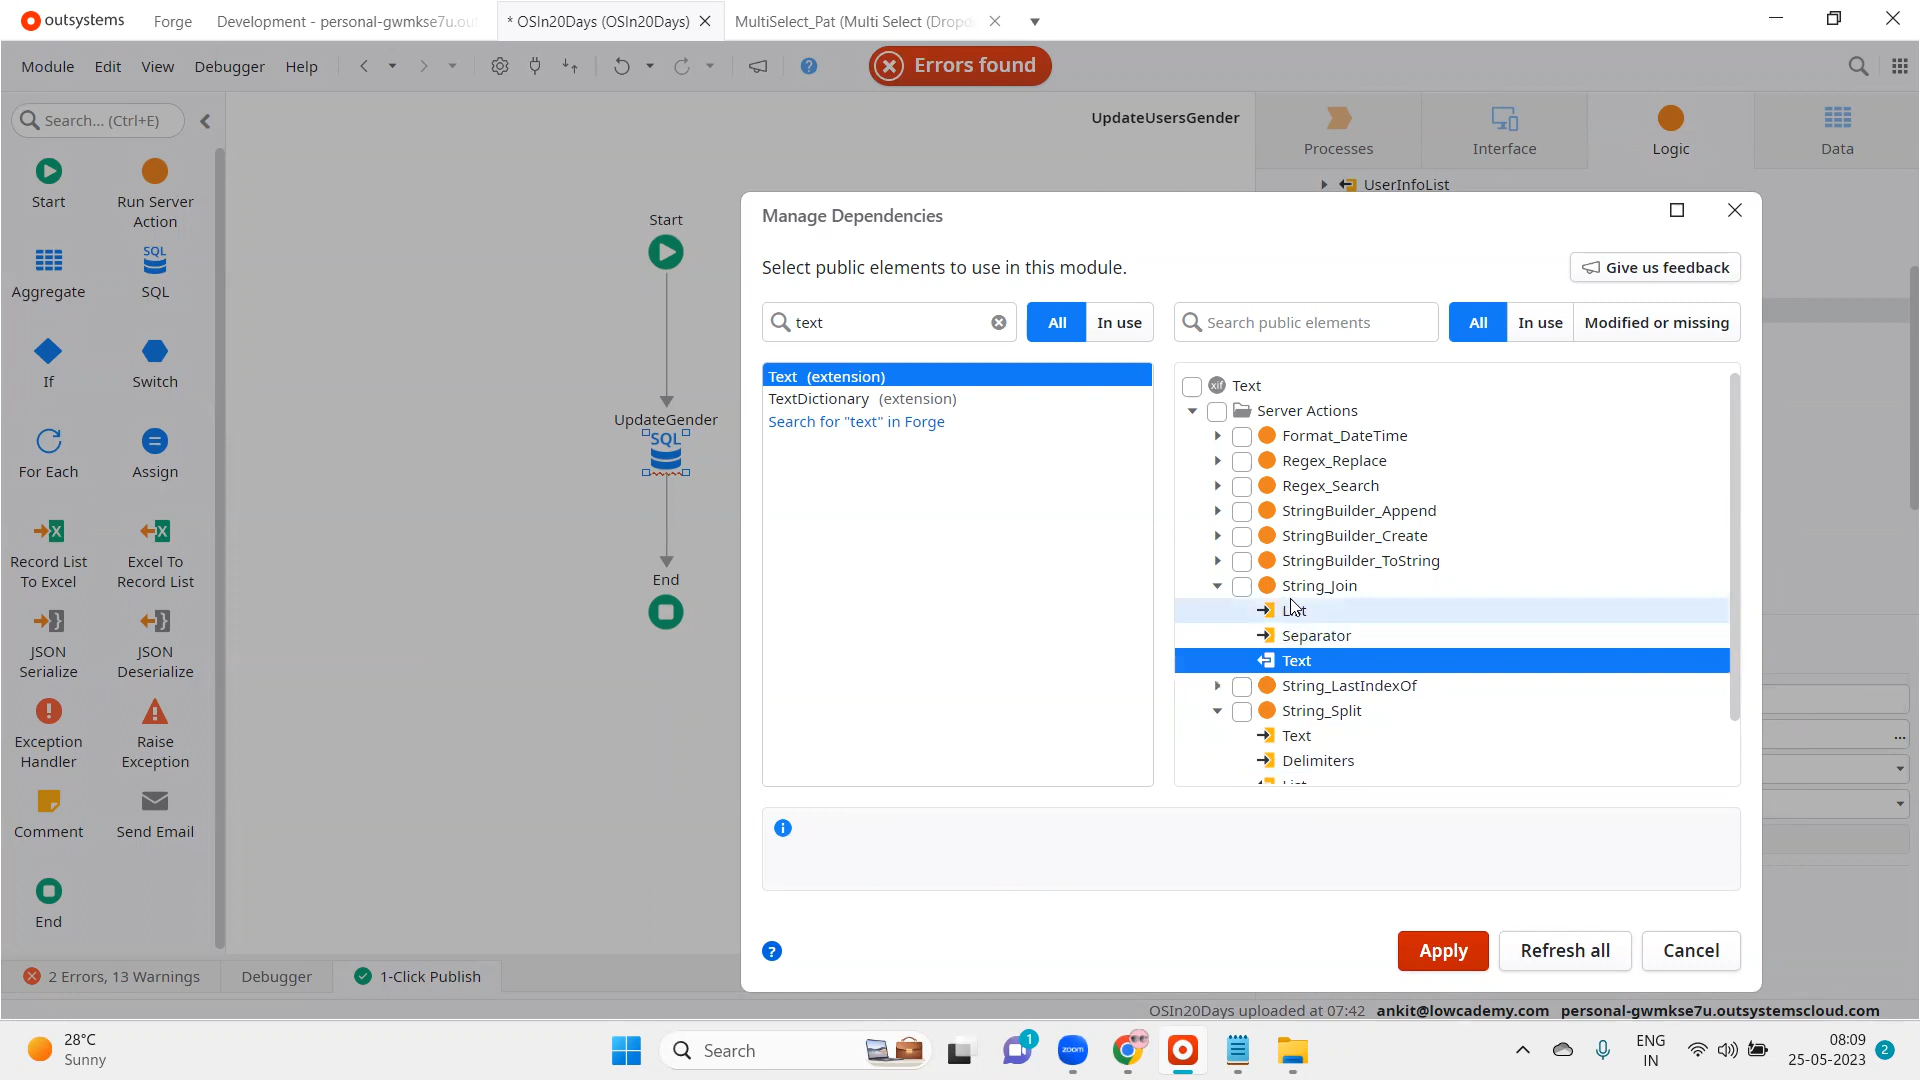 outsystems
Forge
Development - personal-gwmkse7u.ou
* OSIn20Days (OSIn20Days)
MultiSelect_Pat (Multi Select (Dropd
Module Edit View Debugger Help
Errors found
Search... (Ctrl+E)
UpdateUsersGender
Processes
Interface
Logic
Data
Start
Run Server
Action
UserInfoList
Aggregate
SQL
SQL
If
Switch
For Each
Assign
Record List
To Excel
Excel To
Record List
JSON
Serialize
JSON
Deserialize
Exception
Handler
Raise
Exception
Comment
Send Email
End
Start
UpdateGender
SQL
End
Manage Dependencies
Select public elements to use in this module.
Give us feedback
text
All
In use
Search public elements
All
In use
Modified or missing
Text (extension)
TextDictionary (extension)
Search for "text" in Forge
xif Text
Server Actions
Format_DateTime
Regex_Replace
Regex_Search
StringBuilder_Append
StringBuilder_Create
StringBuilder_ToString
String_Join
List
Separator
Text
String_LastIndexOf
String_Split
Text
Delimiters
List
Apply
Refresh all
Cancel
2 Errors, 13 Warnings
Debugger
1-Click Publish
OSIn20Days uploaded at 07:42 ankit@lowcademy.com personal-gwmkse7u.outsystemscloud.com
28°C
Sunny
Search
1
zoom
ENG
IN
08:09
25-05-2023
2